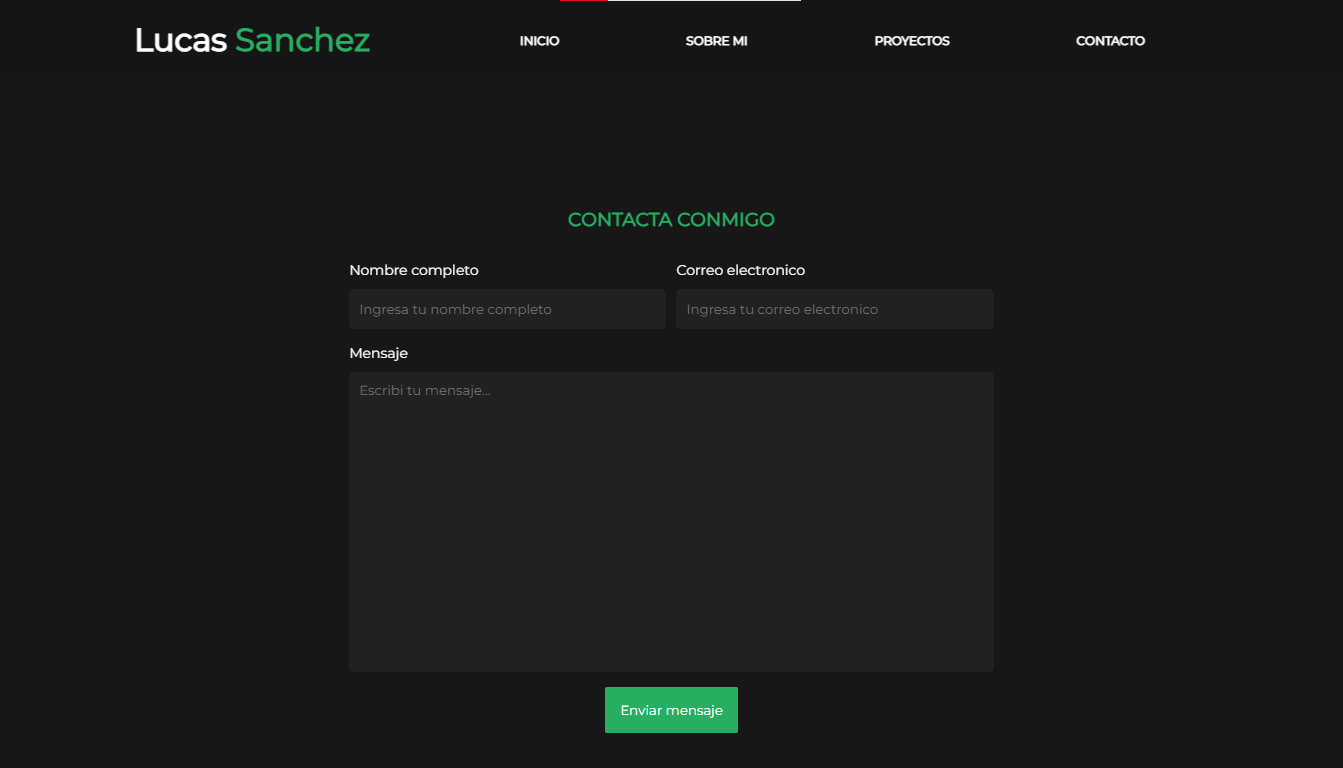 Lucas Sanchez
INICIO SOBRE MI PROYECTOS CONTACTO
CONTACTA CONMIGO
Nombre completo Correo electronico
Ingresa tu nombre completo Ingresa tu correo electronico
Mensaje
Escribi tu mensaje...
Enviar mensaje